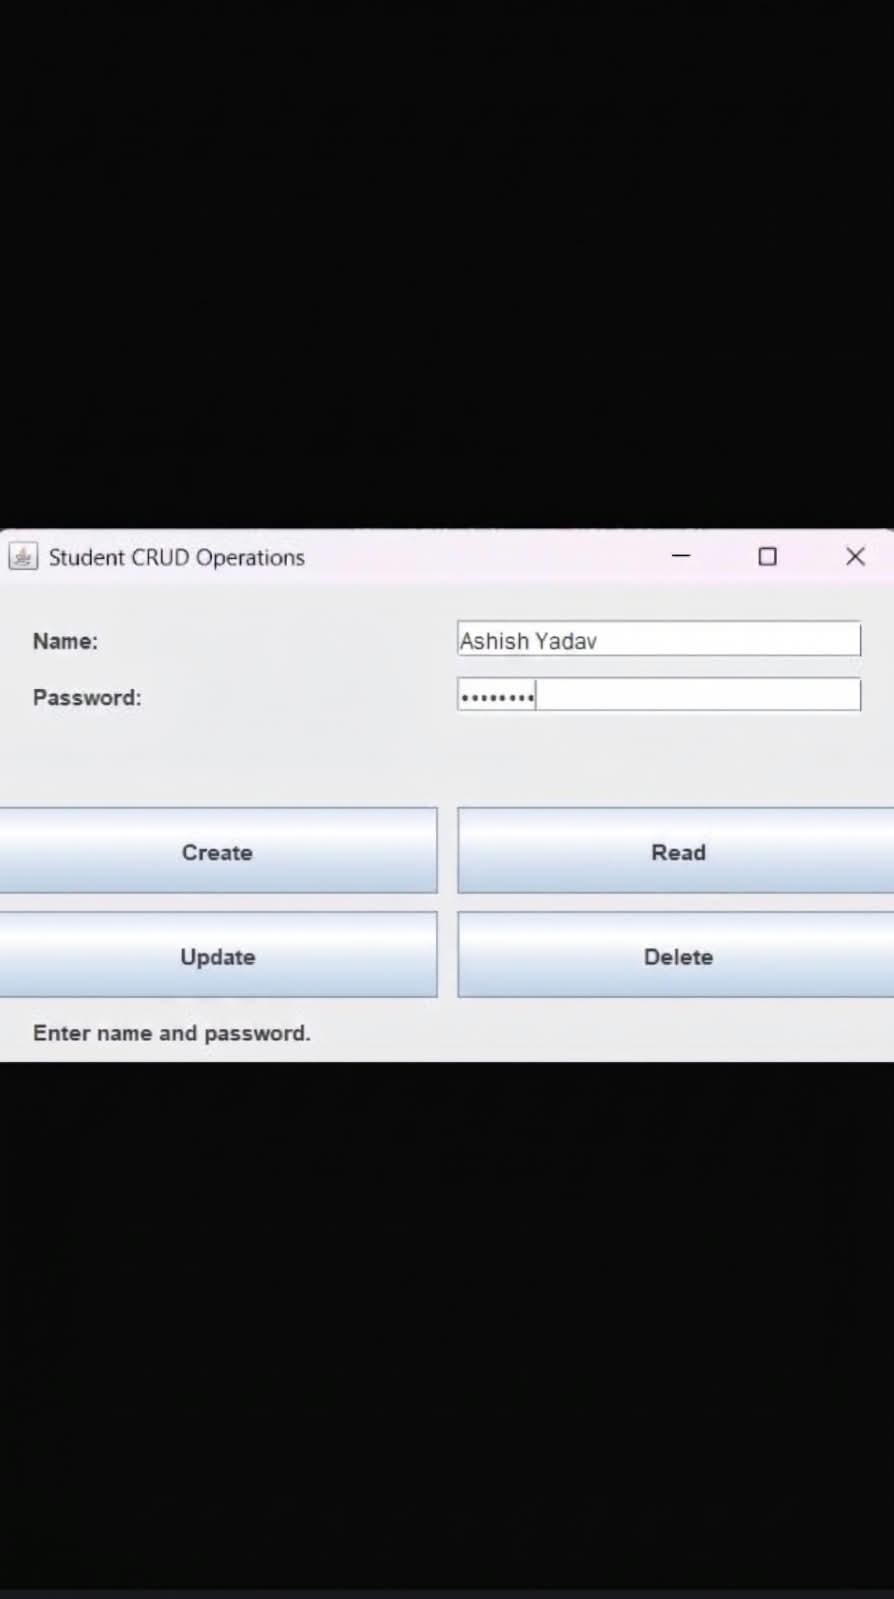 Student CRUD Operations
Name: Ashish Yadav
Password: ••••••••
Create Read
Update Delete
Enter name and password.